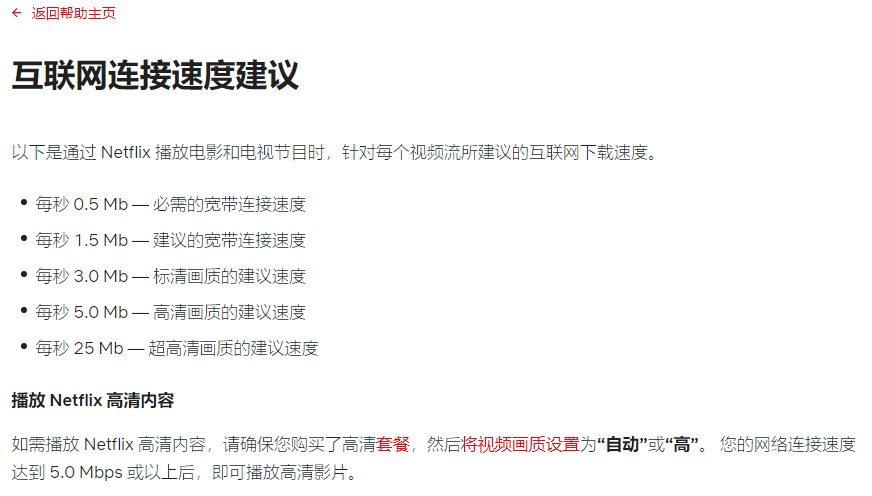 ← 返回帮助主页
互联网连接速度建议
以下是通过 Netflix 播放电影和电视节目时，针对每个视频流所建议的互联网下载速度。
• 每秒 0.5 Mb — 必需的宽带连接速度
• 每秒 1.5 Mb — 建议的宽带连接速度
• 每秒 3.0 Mb — 标清画质的建议速度
• 每秒 5.0 Mb — 高清画质的建议速度
• 每秒 25 Mb — 超高清画质的建议速度
播放 Netflix 高清内容
如需播放 Netflix 高清内容，请确保您购买了高清套餐，然后将视频画质设置为“自动”或“高”。 您的网络连接速度
达到 5.0 Mbps 或以上后，即可播放高清影片。